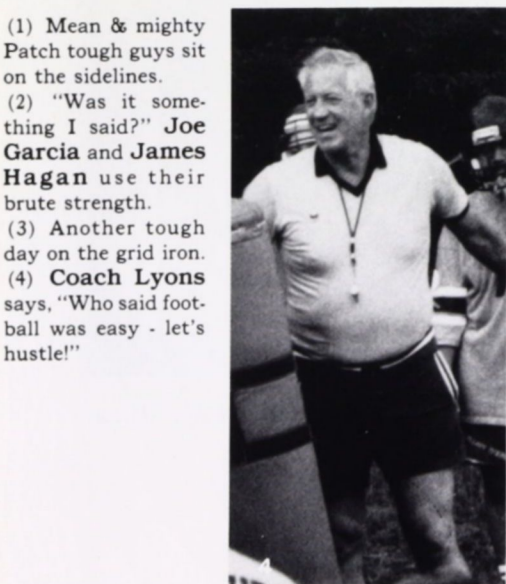 (1) Mean & mighty
Patch tough guys sit
on the sidelines.
(2) "Was it some-
thing I said?" Joe
Garcia and James
Hagan use their
brute strength.
(3) Another tough
day on the grid iron.
(4) Coach Lyons
says, "Who said foot-
ball was easy - let's
hustle!"
4